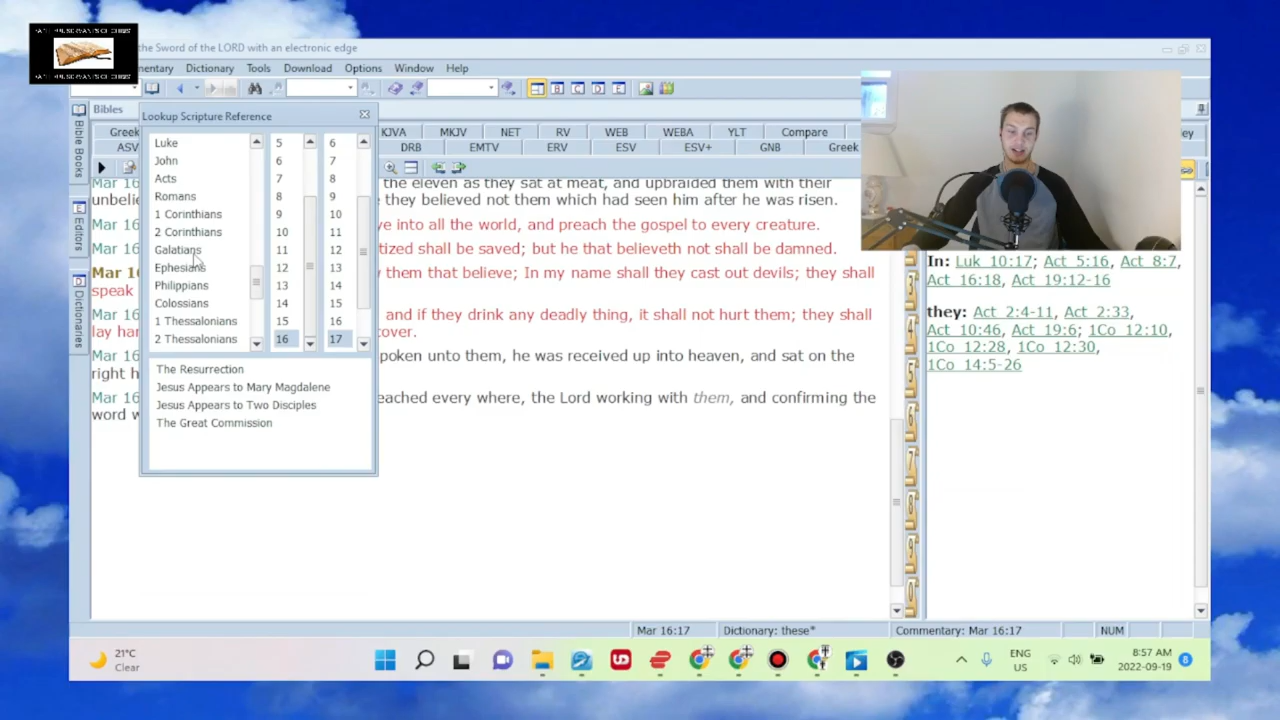 the Sword of the LORD with an electronic edge
mentary Dictionary Tools Download Options Window Help
Bibles
Lookup Scripture Reference
Greek KJVA MKJV NET RV WEB WEBA YLT Compare
ASV DRB EMTV ERV ESV ESV+ GNB Greek
Bible Books
Editors
Dictionaries
Luke 5 6
John 6 7
Acts 7 8
Romans 8 9
1 Corinthians 9 10
2 Corinthians 10 11
Galatians 11 12
Ephesians 12 13
Philippians 13 14
Colossians 14 15
1 Thessalonians 15 16
2 Thessalonians 16 17
The Resurrection
Jesus Appears to Mary Magdalene
Jesus Appears to Two Disciples
The Great Commission
Mar 16 the eleven as they sat at meat, and upbraided them with their
unbelie they believed not them which had seen him after he was risen.
Mar 16 ve into all the world, and preach the gospel to every creature.
Mar 16 tized shall be saved; but he that believeth not shall be damned.
Mar 16 them that believe; In my name shall they cast out devils; they shall
speak
Mar 16 and if they drink any deadly thing, it shall not hurt them; they shall
lay han cover.
Mar 16 poken unto them, he was received up into heaven, and sat on the
right h
Mar 16 eached every where, the Lord working with them, and confirming the
word w
In: Luk 10:17; Act 5:16, Act 8:7,
Act 16:18, Act 19:12-16
they: Act 2:4-11, Act 2:33,
Act 10:46, Act 19:6; 1Co 12:10,
1Co 12:28, 1Co 12:30,
1Co 14:5-26
Mar 16:17 Dictionary: these* Commentary: Mar 16:17 NUM
21°C
Clear
ENG
US
8:57 AM
2022-09-19
8